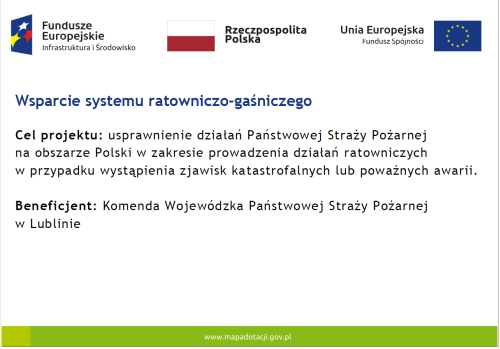 Fundusze
Europejskie
Infrastruktura i Środowisko
Rzeczpospolita
Polska
Unia Europejska
Fundusz Spójności
Wsparcie systemu ratowniczo-gaśniczego
Cel projektu: usprawnienie działań Państwowej Straży Pożarnej
na obszarze Polski w zakresie prowadzenia działań ratowniczych
w przypadku wystąpienia zjawisk katastrofalnych lub poważnych awarii.
Beneficjent: Komenda Wojewódzka Państwowej Straży Pożarnej
w Lublinie
www.mapadotacji.gov.pl